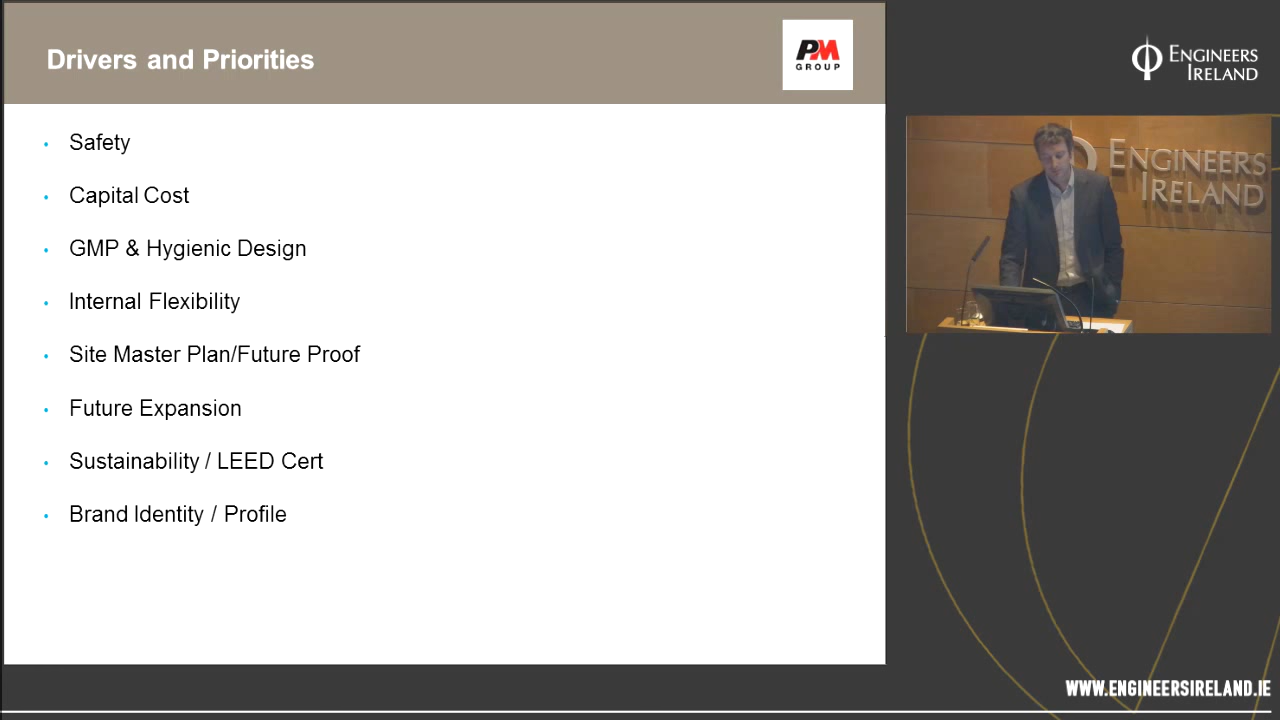 Drivers and Priorities
PM
GROUP
Safety
Capital Cost
GMP & Hygienic Design
Internal Flexibility
Site Master Plan/Future Proof
Future Expansion
Sustainability / LEED Cert
Brand Identity / Profile
ENGINEERS
IRELAND
ENGINEERS
IRELAND
WWW.ENGINEERSIRELAND.IE